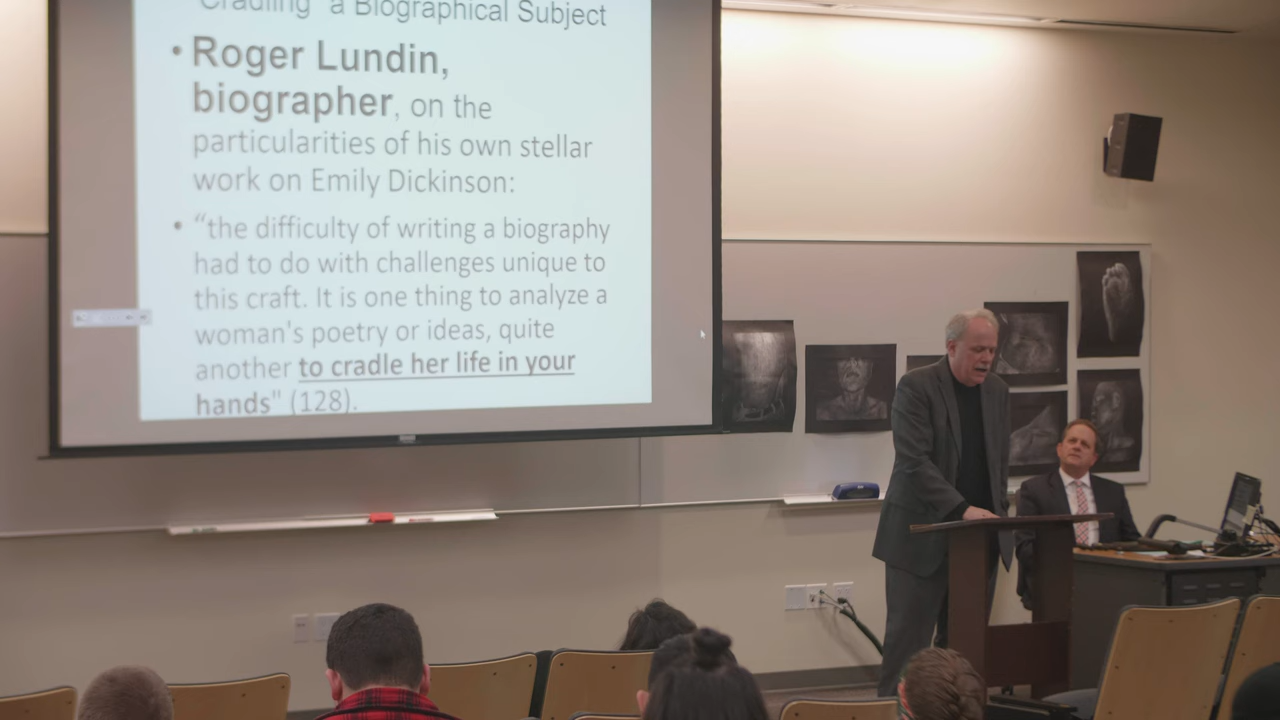 "Cradling" a Biographical Subject
• Roger Lundin,
biographer, on the
particularities of his own stellar
work on Emily Dickinson:
• “the difficulty of writing a biography
had to do with challenges unique to
this craft. It is one thing to analyze a
woman's poetry or ideas, quite
another to cradle her life in your
hands" (128).